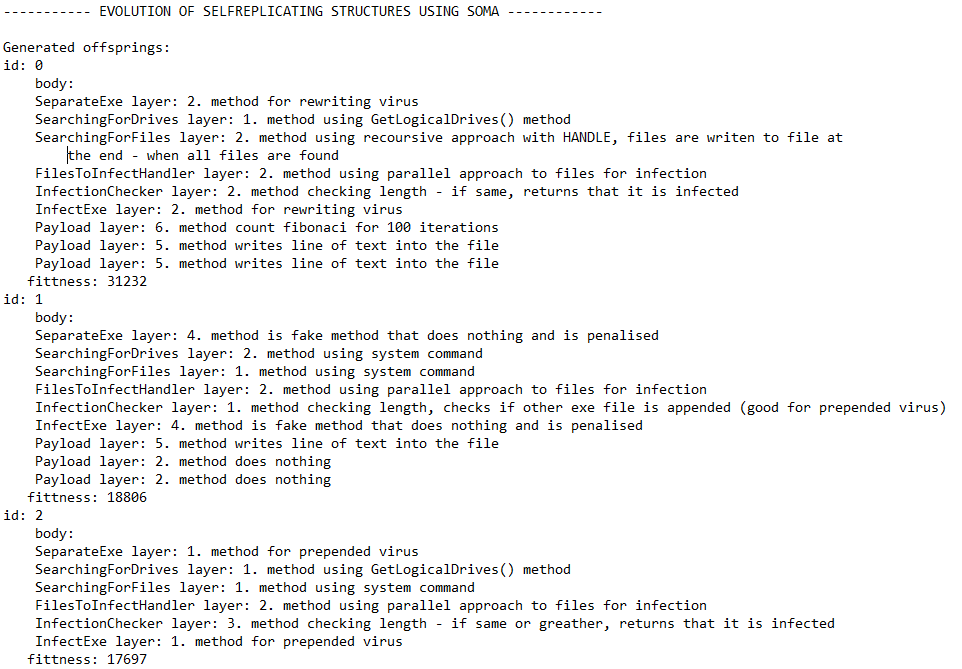 ----------- EVOLUTION OF SELFREPLICATING STRUCTURES USING SOMA ------------
Generated offsprings:
id: 0
body:
SeparateExe layer: 2. method for rewriting virus
SearchingForDrives layer: 1. method using GetLogicalDrives() method
SearchingForFiles layer: 2. method using recoursive approach with HANDLE, files are writen to file at
the end - when all files are found
FilesToInfectHandler layer: 2. method using parallel approach to files for infection
InfectionChecker layer: 2. method checking length - if same, returns that it is infected
InfectExe layer: 2. method for rewriting virus
Payload layer: 6. method count fibonaci for 100 iterations
Payload layer: 5. method writes line of text into the file
Payload layer: 5. method writes line of text into the file
fittness: 31232
id: 1
body:
SeparateExe layer: 4. method is fake method that does nothing and is penalised
SearchingForDrives layer: 2. method using system command
SearchingForFiles layer: 1. method using system command
FilesToInfectHandler layer: 2. method using parallel approach to files for infection
InfectionChecker layer: 1. method checking length, checks if other exe file is appended (good for prepended virus)
InfectExe layer: 4. method is fake method that does nothing and is penalised
Payload layer: 5. method writes line of text into the file
Payload layer: 2. method does nothing
Payload layer: 2. method does nothing
fittness: 18806
id: 2
body:
SeparateExe layer: 1. method for prepended virus
SearchingForDrives layer: 1. method using GetLogicalDrives() method
SearchingForFiles layer: 1. method using system command
FilesToInfectHandler layer: 2. method using parallel approach to files for infection
InfectionChecker layer: 3. method checking length - if same or greather, returns that it is infected
InfectExe layer: 1. method for prepended virus
fittness: 17697